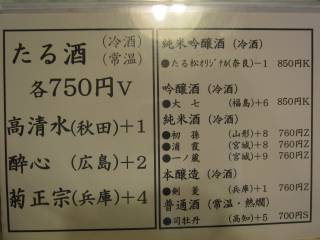 たる酒 (冷酒)
(常温)
各750円V
高清水(秋田)+1
酔心 (広島)+2
菊正宗(兵庫)+4
純米吟醸酒 (冷酒)
●たる松オリジナル(奈良)−1 850円K
吟醸酒 (冷酒)
●大 七 (福島)+6 850円K
純米酒 (冷酒)
●初 孫 (山形)+8 760円Z
●浦 霞 (宮城)+8 760円Z
●一ノ蔵 (宮城)+9 760円Z
本醸造 (冷酒)
●剣 菱 (兵庫)+1 760円Z
普通酒 (常温・熱燗)
●司牡丹 (高知)+5 700円S